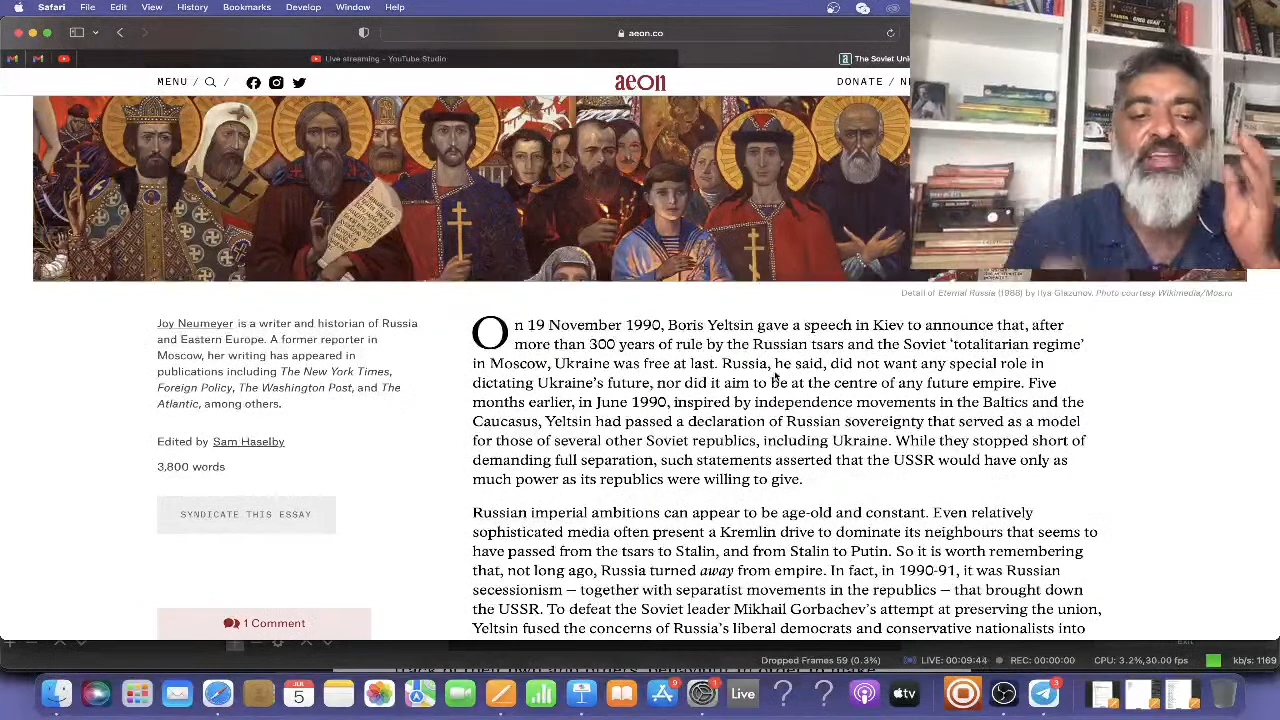 Safari File Edit View History Bookmarks Develop Window Help
aeon.co
Live streaming - YouTube Studio
The Soviet Uni
MENU /
/
aeon
DONATE / N
GREG EGAN
Detail of Eternal Russia (1988) by Ilya Glazunov. Photo courtesy Wikimedia/Mos.ru
Joy Neumeyer is a writer and historian of Russia
and Eastern Europe. A former reporter in
Moscow, her writing has appeared in
publications including The New York Times,
Foreign Policy, The Washington Post, and The
Atlantic, among others.
Edited by Sam Haselby
3,800 words
SYNDICATE THIS ESSAY
1 Comment
On 19 November 1990, Boris Yeltsin gave a speech in Kiev to announce that, after
more than 300 years of rule by the Russian tsars and the Soviet ‘totalitarian regime’
in Moscow, Ukraine was free at last. Russia, he said, did not want any special role in
dictating Ukraine’s future, nor did it aim to be at the centre of any future empire. Five
months earlier, in June 1990, inspired by independence movements in the Baltics and the
Caucasus, Yeltsin had passed a declaration of Russian sovereignty that served as a model
for those of several other Soviet republics, including Ukraine. While they stopped short of
demanding full separation, such statements asserted that the USSR would have only as
much power as its republics were willing to give.
Russian imperial ambitions can appear to be age-old and constant. Even relatively
sophisticated media often present a Kremlin drive to dominate its neighbours that seems to
have passed from the tsars to Stalin, and from Stalin to Putin. So it is worth remembering
that, not long ago, Russia turned away from empire. In fact, in 1990-91, it was Russian
secessionism – together with separatist movements in the republics – that brought down
the USSR. To defeat the Soviet leader Mikhail Gorbachev’s attempt at preserving the union,
Yeltsin fused the concerns of Russia’s liberal democrats and conservative nationalists into
Exit
Dropped Frames 59 (0.3%) LIVE: 00:09:44 REC: 00:00:00 CPU: 3.2%, 30.00 fps kb/s: 1169
JUL
5
9
1
Live
tv
3